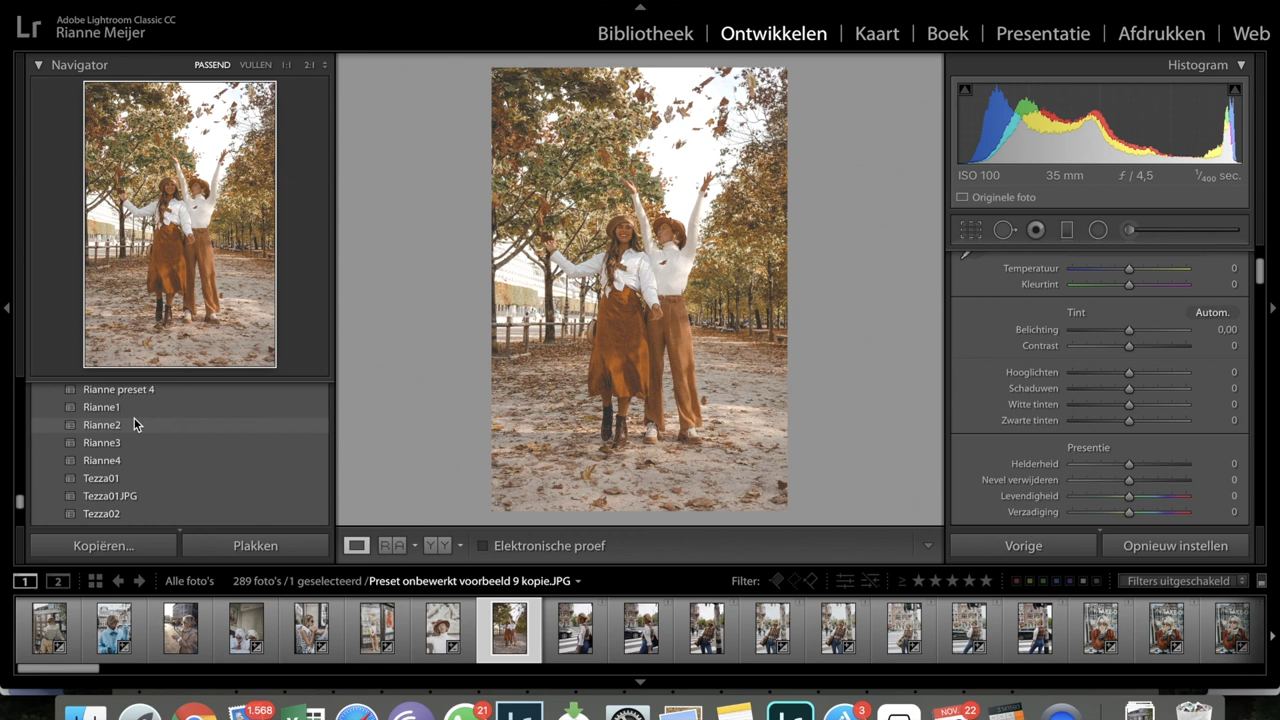 Lr
Adobe Lightroom Classic CC
Rianne Meijer
Bibliotheek | Ontwikkelen | Kaart | Boek | Presentatie | Afdrukken | Web
Navigator PASSEND VULLEN 1:1 2:1
Rianne preset 4
Rianne1
Rianne2
Rianne3
Rianne4
Tezza01
Tezza01JPG
Tezza02
Kopiëren... Plakken
Histogram
ISO 100 35 mm ƒ / 4,5 1/400 sec.
Originele foto
Temperatuur 0
Kleurtint 0
Tint Autom.
Belichting 0,00
Contrast 0
Hooglichten 0
Schaduwen 0
Witte tinten 0
Zwarte tinten 0
Presentie
Helderheid 0
Nevel verwijderen 0
Levendigheid 0
Verzadiging 0
Vorige Opnieuw instellen
RA YY Elektronische proef
1 2 Alle foto's 289 foto's /1 geselecteerd /Preset onbewerkt voorbeeld 9 kopie.JPG Filter: Filters uitgeschakeld
1.568 21 Lr 3 NOV. 22